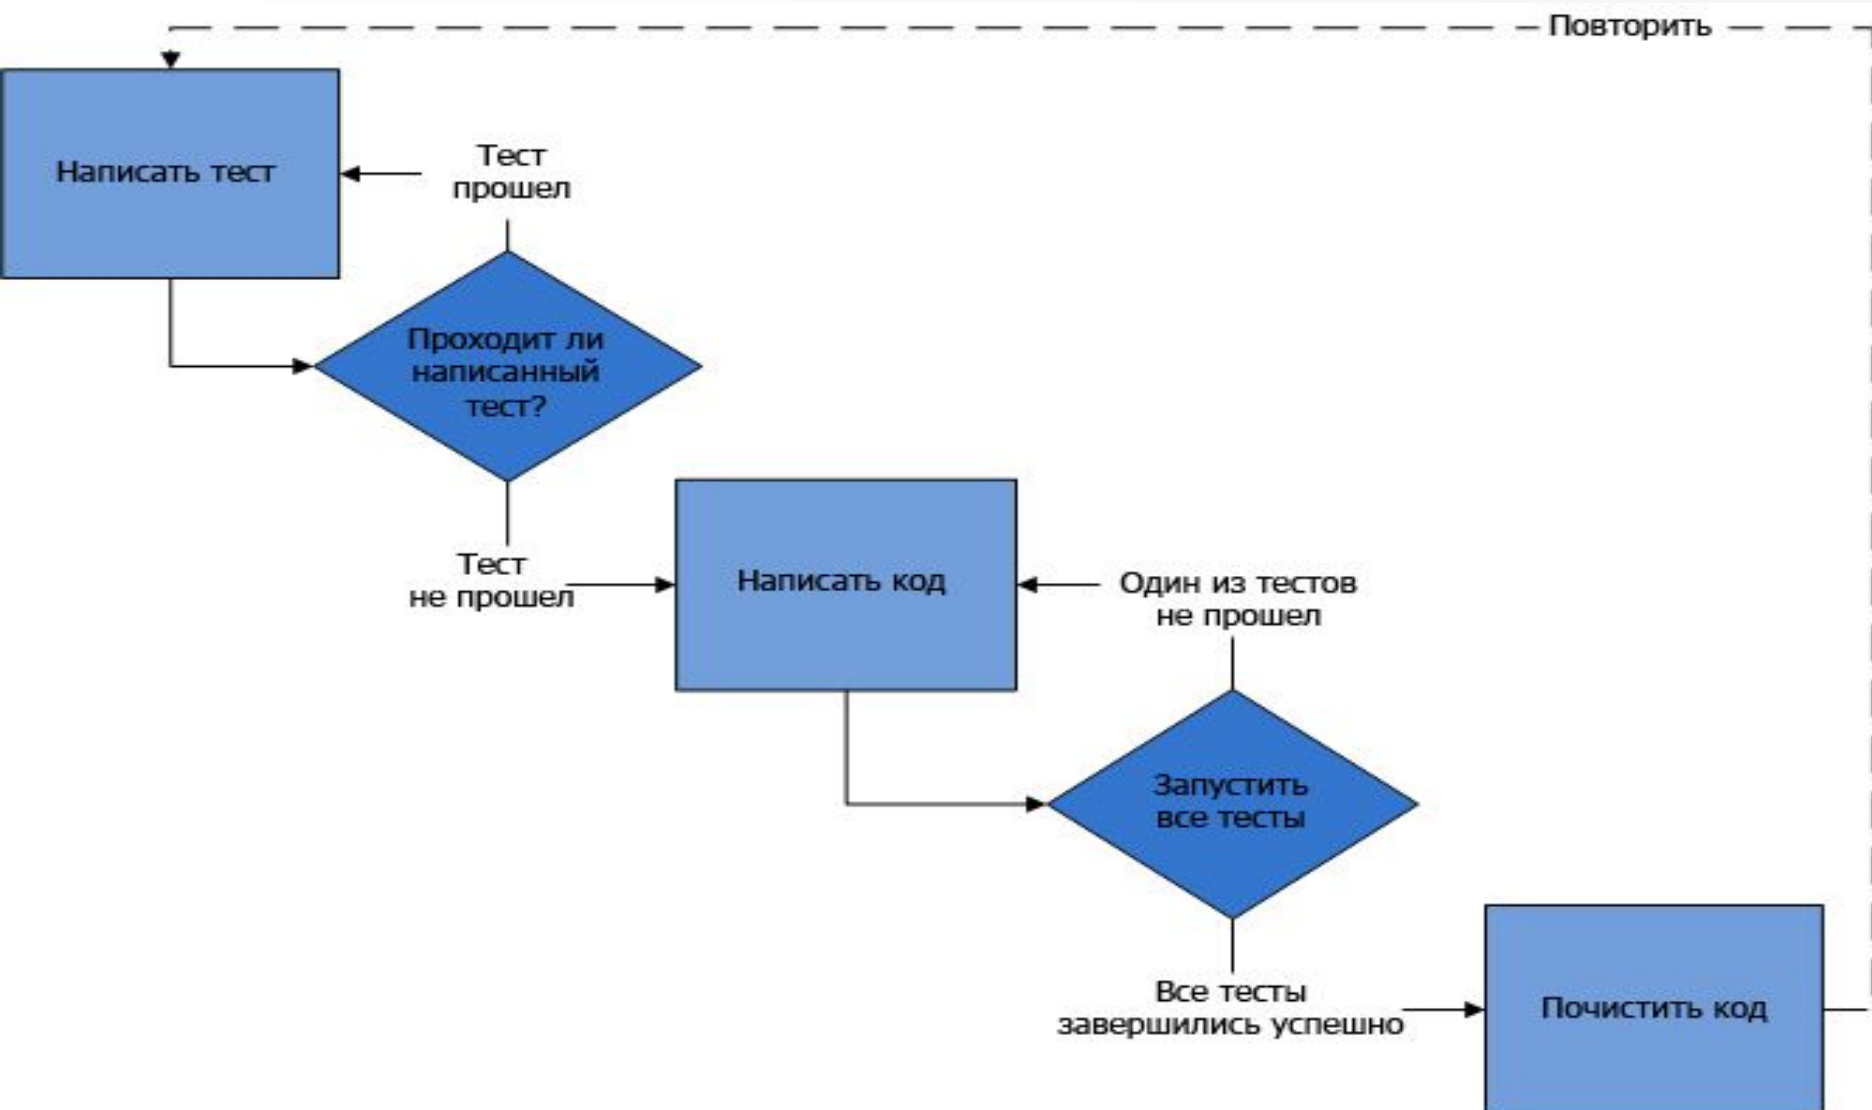 Повторить
Написать тест
Тест
прошел
Проходит ли
написанный
тест?
Тест
не прошел
Написать код
Один из тестов
не прошел
Запустить
все тесты
Все тесты
завершились успешно
Почистить код